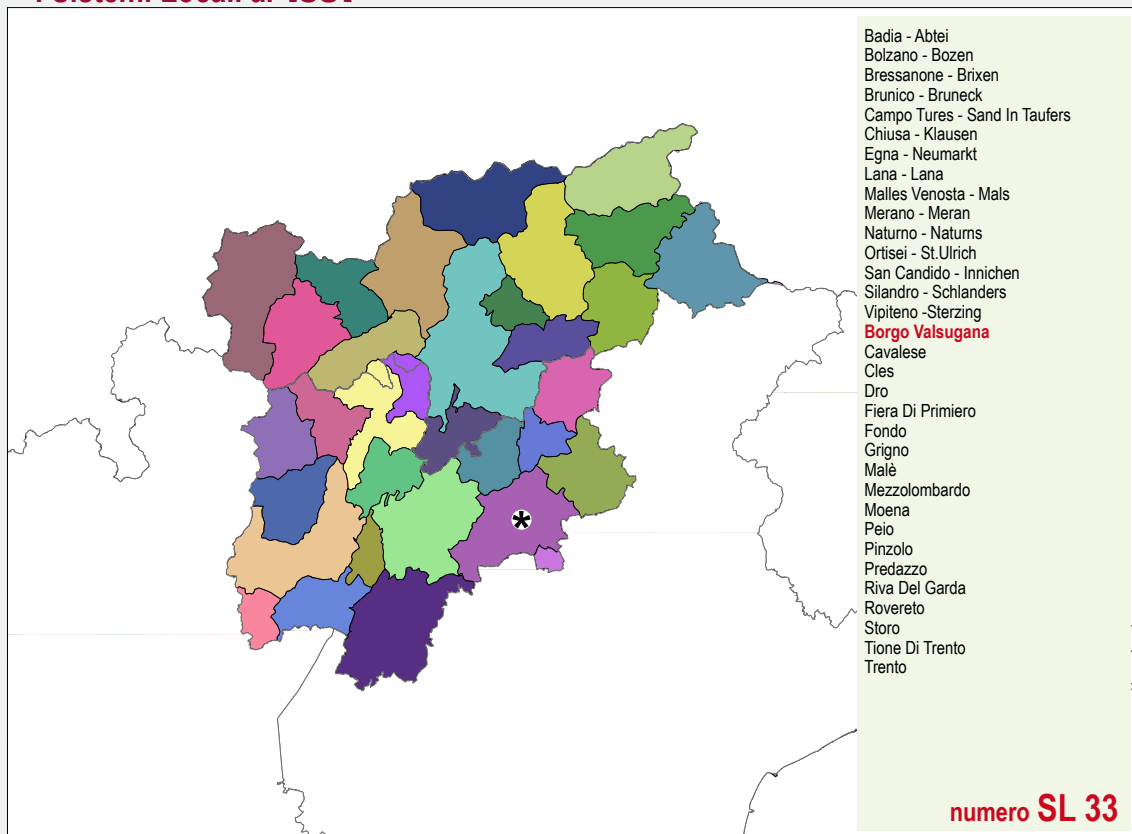 Badia - Abtei
Bolzano - Bozen
Bressanone - Brixen
Brunico - Bruneck
Campo Tures - Sand In Taufers
Chiusa - Klausen
Egna - Neumarkt
Lana - Lana
Malles Venosta - Mals
Merano - Meran
Naturno - Naturns
Ortisei - St.Ulrich
San Candido - Innichen
Silandro - Schlanders
Vipiteno -Sterzing
Borgo Valsugana
Cavalese
Cles
Dro
Fiera Di Primiero
Fondo
Grigno
Malè
Mezzolombardo
Moena
Peio
Pinzolo
Predazzo
Riva Del Garda
Rovereto
Storo
Tione Di Trento
Trento
*
numero SL 33